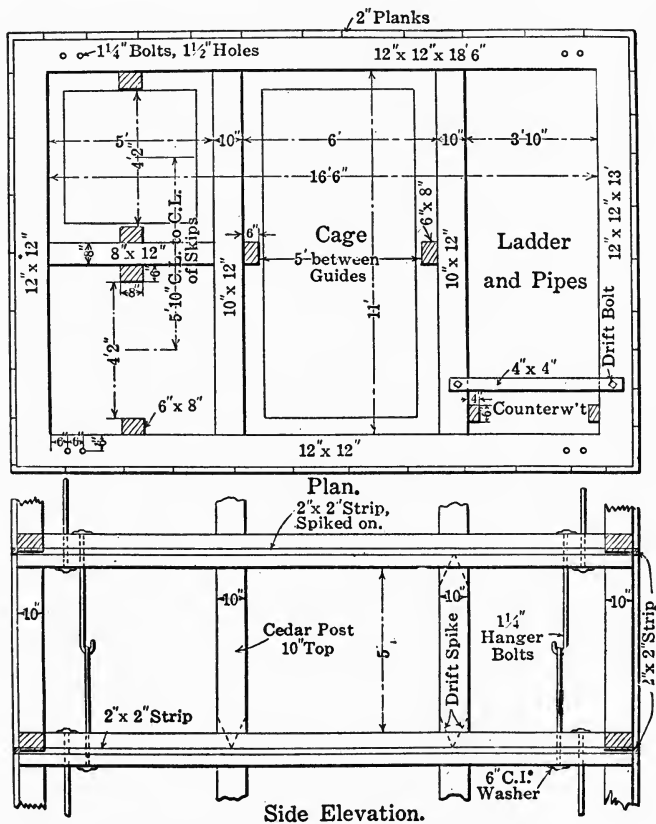 2" Planks
1¼" Bolts, 1½" Holes
12" x 12" x 18' 6"
5'
10"
6'
10"
3' 10"
4' 2"
16' 6"
12" x 12"
8"
8" x 12"
6"
8"
5' 10" C.L. to C.L.
of Skips
10" x 12"
6"
Cage
5' between
Guides
6" x 8"
11'
10" x 12"
Ladder
and Pipes
12" x 12" x 13'
Drift Bolt
4' 2"
6" x 8"
4" x 4"
4"
6"
Counterw't
6" 6"
6"
12" x 12"
Plan.
2" x 2" Strip,
Spiked on.
10"
10"
10"
10"
Cedar Post
10" Top
5'
Drift Spike
1¼"
Hanger
Bolts
2" x 2" Strip
2" x 2" Strip
6" C.I.
Washer
Side Elevation.